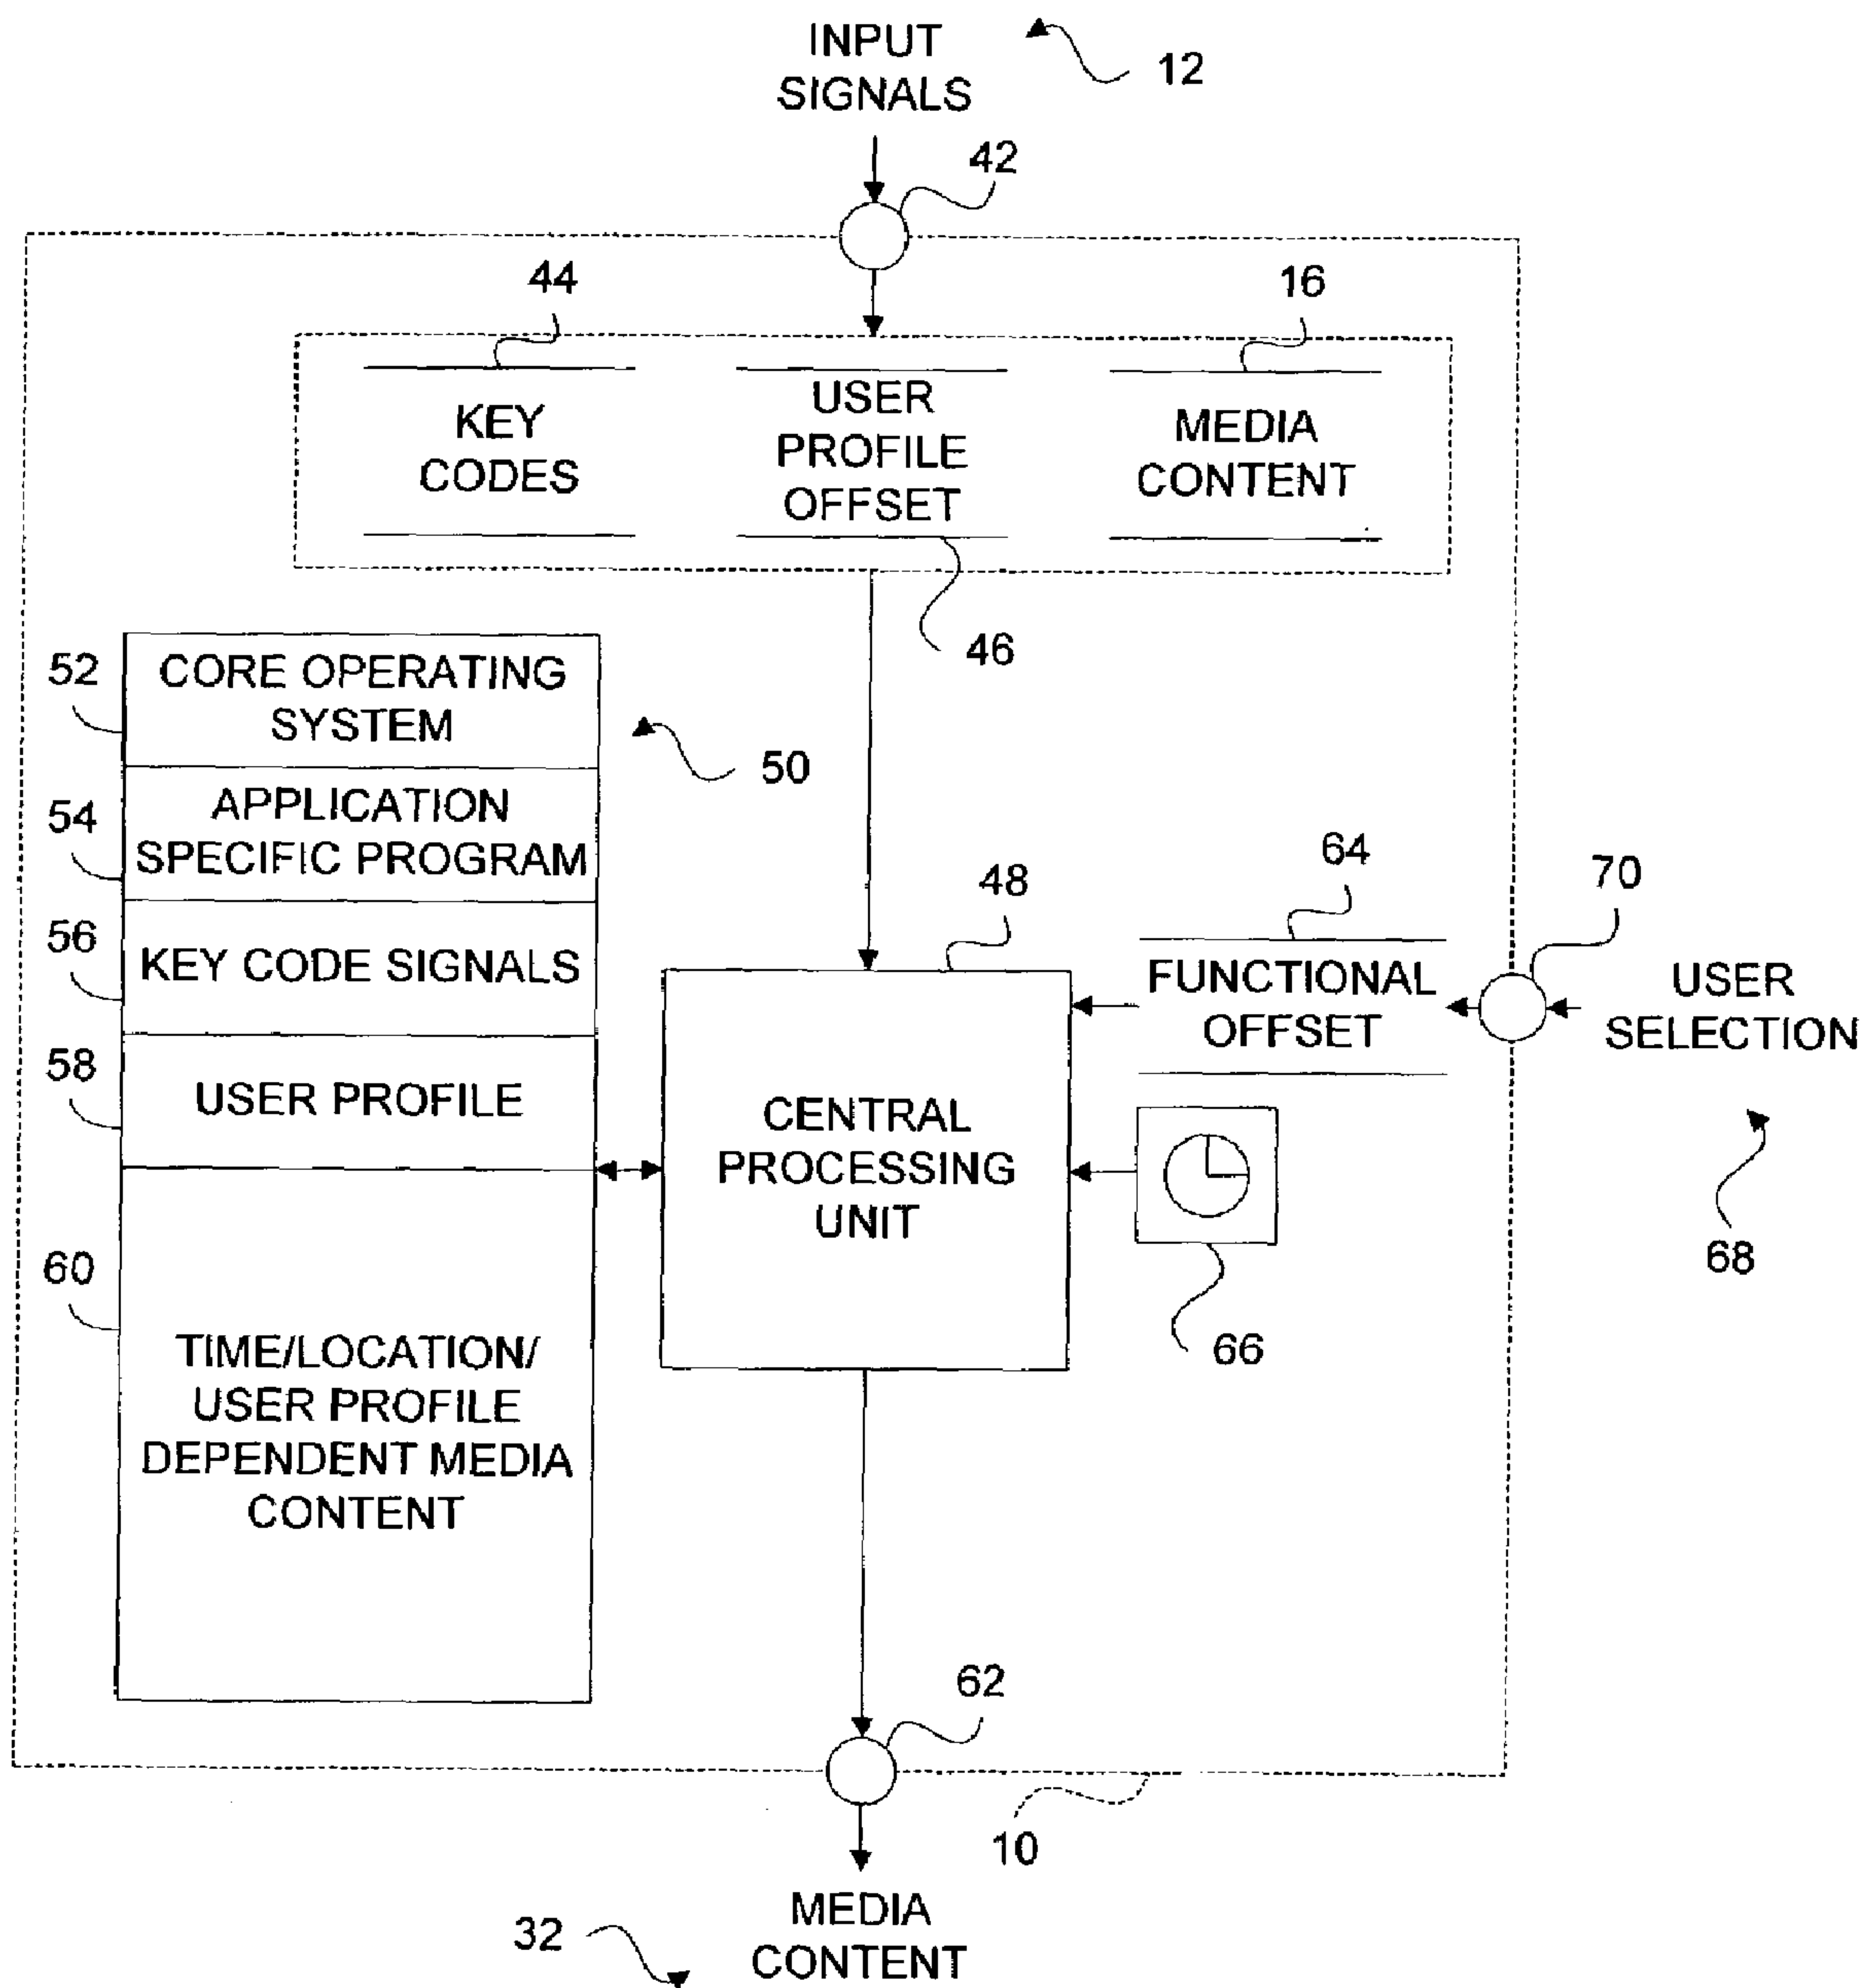 INPUT
SIGNALS
12
42
44
16
KEY
CODES
USER
PROFILE
OFFSET
MEDIA
CONTENT
46
52
CORE OPERATING
SYSTEM
50
54
APPLICATION
SPECIFIC PROGRAM
56
KEY CODE SIGNALS
58
USER PROFILE
60
TIME/LOCATION/
USER PROFILE
DEPENDENT MEDIA
CONTENT
48
CENTRAL
PROCESSING
UNIT
64
FUNCTIONAL
OFFSET
70
USER
SELECTION
68
66
62
10
32
MEDIA
CONTENT